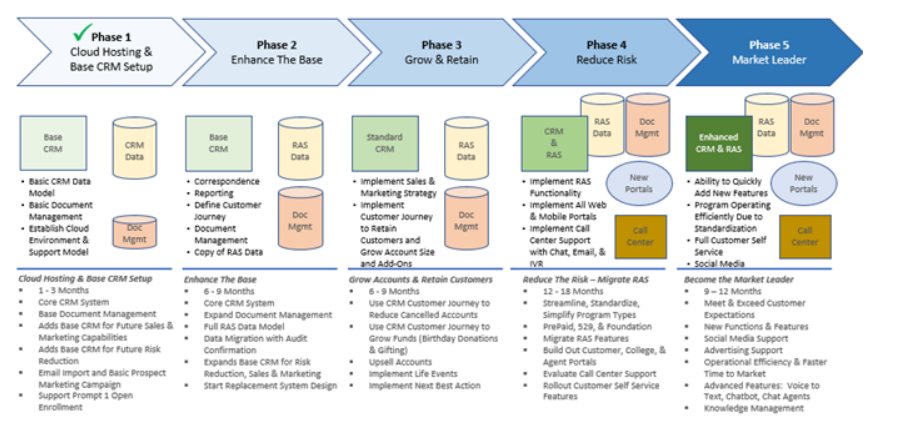 Phase 1
Cloud Hosting &
Base CRM Setup
Phase 2
Enhance The Base
Phase 3
Grow & Retain
Phase 4
Reduce Risk
Phase 5
Market Leader
Base
CRM
CRM
Data
Base
CRM
RAS
Data
Standard
CRM
RAS
Data
CRM
&
RAS
RAS
Data
Doc
Mgmt
Enhanced
CRM & RAS
RAS
Data
Doc
Mgmt
• Basic CRM Data
Model
• Basic Document
Management
• Establish Cloud
Environment &
Support Model
Doc
Mgmt
• Correspondence
• Reporting
• Define Customer
Journey
• Document
Management
• Copy of RAS Data
Doc
Mgmt
• Implement Sales &
Marketing Strategy
• Implement
Customer Journey
to Retain
Customers and
Grow Account Size
and Add-Ons
Doc
Mgmt
• Implement RAS
Functionality
• Implement All Web
& Mobile Portals
• Implement Call
Center Support
with Chat, Email, &
IVR
New
Portals
Call
Center
• Ability to Quickly
Add New Features
• Program Operating
Efficiently Due to
Standardization
• Full Customer Self
Service
• Social Media
New
Portals
Call
Center
Cloud Hosting & Base CRM Setup
▪ 1 - 3 Months
▪ Core CRM System
▪ Base Document Management
▪ Adds Base CRM for Future Sales &
Marketing Capabilities
▪ Adds Base CRM for Future Risk
Reduction
▪ Email Import and Basic Prospect
Marketing Campaign
▪ Support Prompt 1 Open
Enrollment
Enhance The Base
▪ 6 - 9 Months
▪ Core CRM System
▪ Expand Document Management
▪ Full RAS Data Model
▪ Data Migration with Audit
Confirmation
▪ Expands Base CRM for Risk
Reduction, Sales & Marketing
▪ Start Replacement System Design
Grow Accounts & Retain Customers
▪ 6 - 9 Months
▪ Use CRM Customer Journey to
Reduce Cancelled Accounts
▪ Use CRM Customer Journey to
Grow Funds (Birthday Donations
& Gifting)
▪ Upsell Accounts
▪ Implement Life Events
▪ Implement Next Best Action
Reduce The Risk – Migrate RAS
▪ 12 - 18 Months
▪ Streamline, Standardize,
Simplify Program Types
▪ PrePaid, 529, & Foundation
▪ Migrate RAS Features
▪ Build Out Customer, College, &
Agent Portals
▪ Evaluate Call Center Support
▪ Rollout Customer Self Service
Features
Become the Market Leader
▪ 9 – 12 Months
▪ Meet & Exceed Customer
Expectations
▪ New Functions & Features
▪ Social Media Support
▪ Advertising Support
▪ Operational Efficiency & Faster
Time to Market
▪ Advanced Features: Voice to
Text, Chatbot, Chat Agents
▪ Knowledge Management